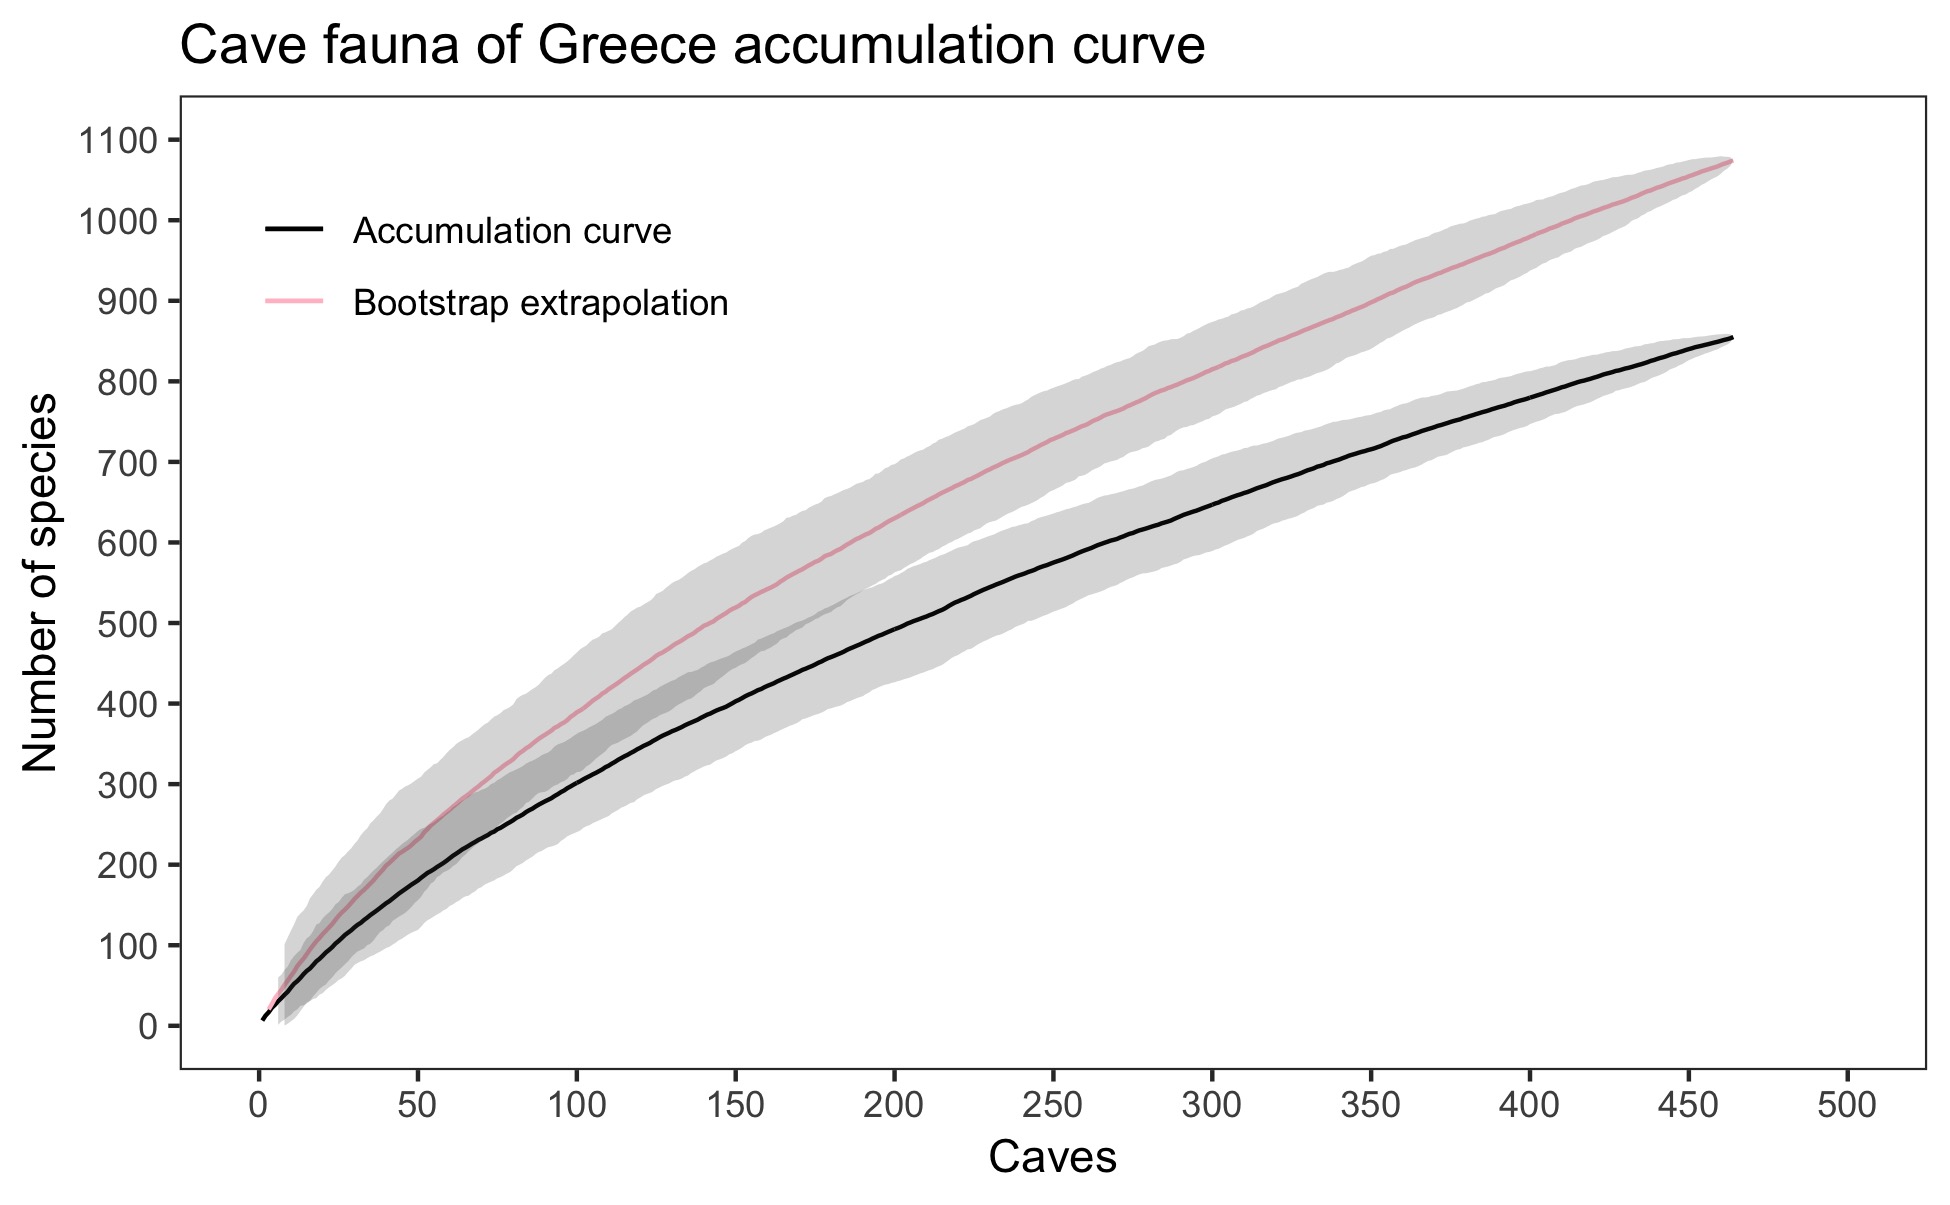 Cave fauna of Greece accumulation curve
1100
1000
900
800
700
600
500
400
300
200
100
0
Number of species
Accumulation curve
Bootstrap extrapolation
0 50 100 150 200 250 300 350 400 450 500
Caves